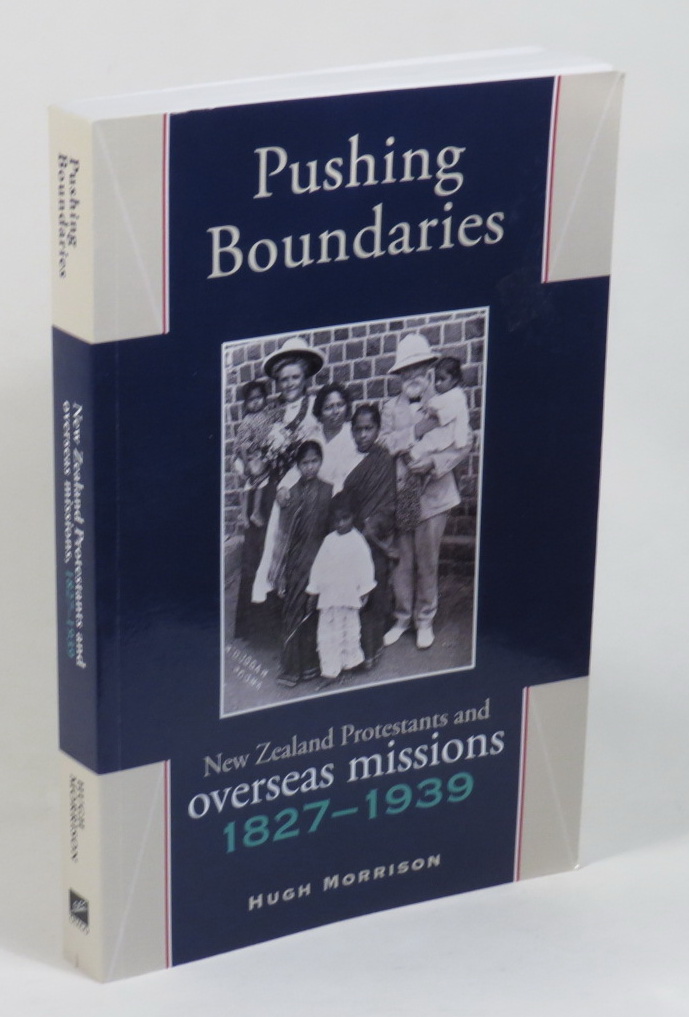 Pushing
Boundaries
New Zealand Protestants and
overseas missions
1827–1939
HUGH MORRISON
Pushing
Boundaries
New Zealand Protestants and
overseas missions, 1827–1939
HUGH
MORRISON